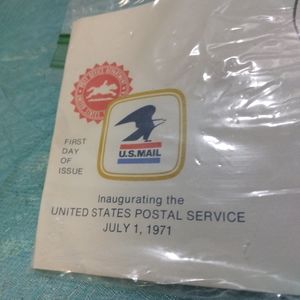 FIRST
DAY
OF
ISSUE
U.S.MAIL
Inaugurating the
UNITED STATES POSTAL SERVICE
JULY 1, 1971